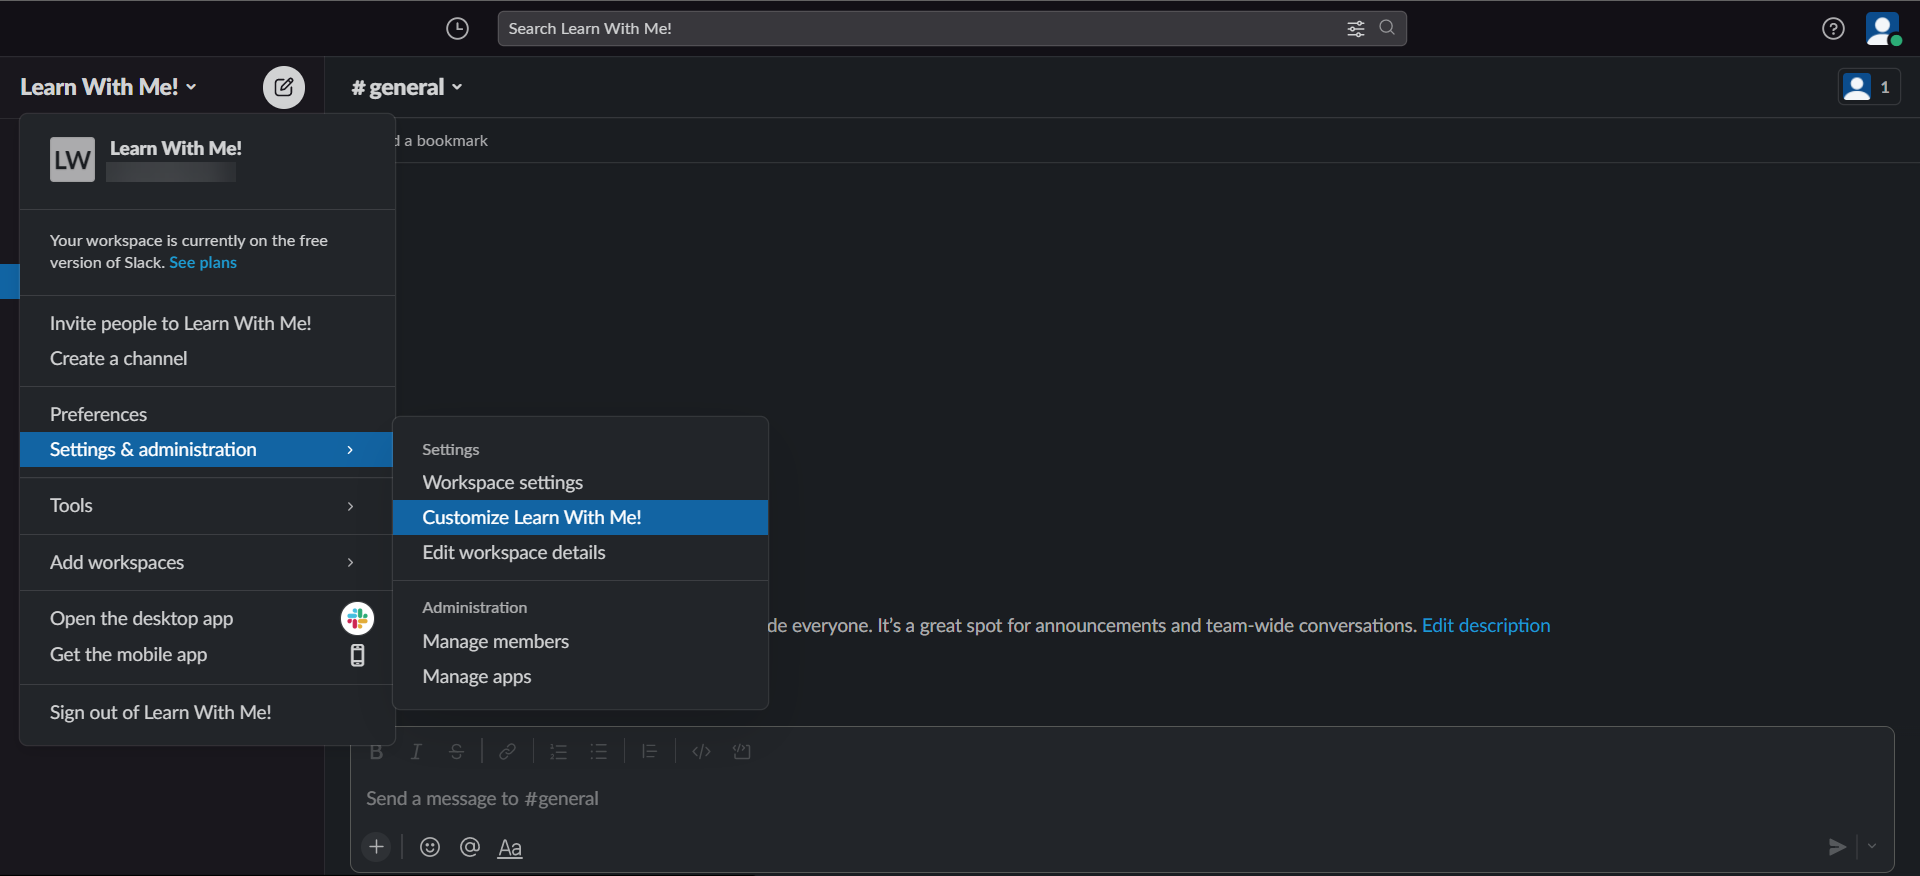 Search Learn With Me!
Learn With Me!
# general
1
LW
Learn With Me!
d a bookmark
Your workspace is currently on the free
version of Slack. See plans
Invite people to Learn With Me!
Create a channel
Preferences
Settings & administration
Tools
Add workspaces
Open the desktop app
Get the mobile app
Sign out of Learn With Me!
Settings
Workspace settings
Customize Learn With Me!
Edit workspace details
Administration
Manage members
Manage apps
de everyone. It’s a great spot for announcements and team-wide conversations. Edit description
B I S
Send a message to #general
Aa